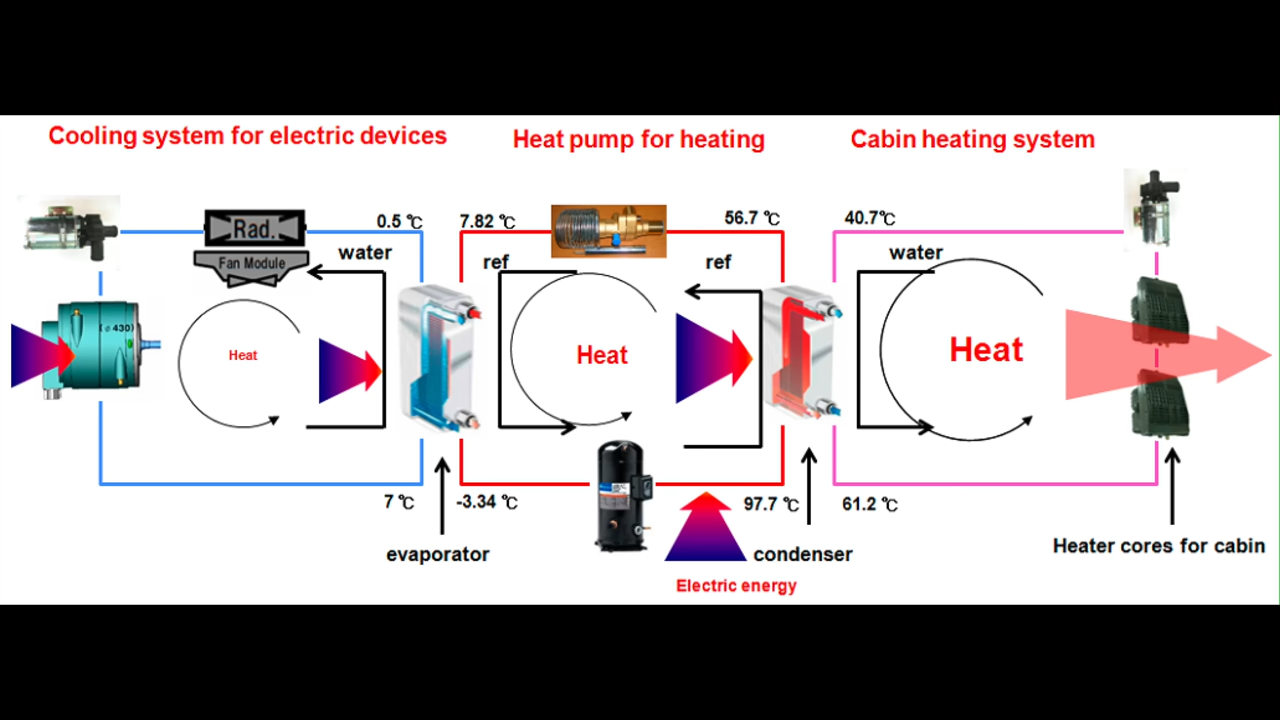 Cooling system for electric devices
Heat pump for heating
Cabin heating system
0.5 ℃
7.82 ℃
56.7 ℃
40.7℃
Rad.
Fan Module
water
ref
ref
water
(ϕ430)
Heat
Heat
Heat
7 ℃
-3.34 ℃
97.7 ℃
61.2 ℃
evaporator
condenser
Heater cores for cabin
Electric energy